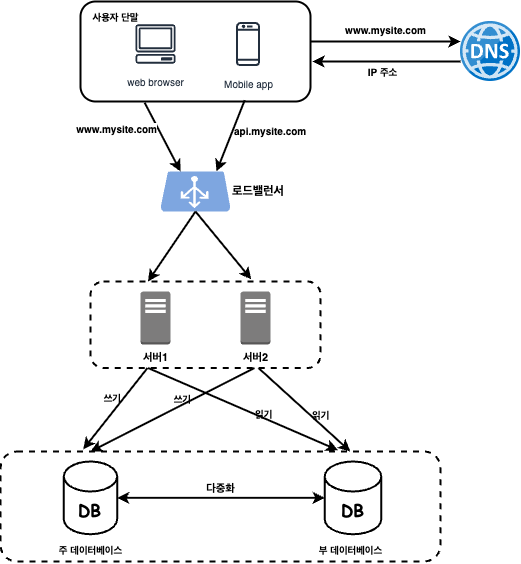 사용자 단말
www.mysite.com
DNS
IP 주소
web browser
Mobile app
www.mysite.com
api.mysite.com
로드밸런서
서버1
서버2
쓰기
쓰기
읽기
읽기
다중화
DB
DB
주 데이터베이스
부 데이터베이스